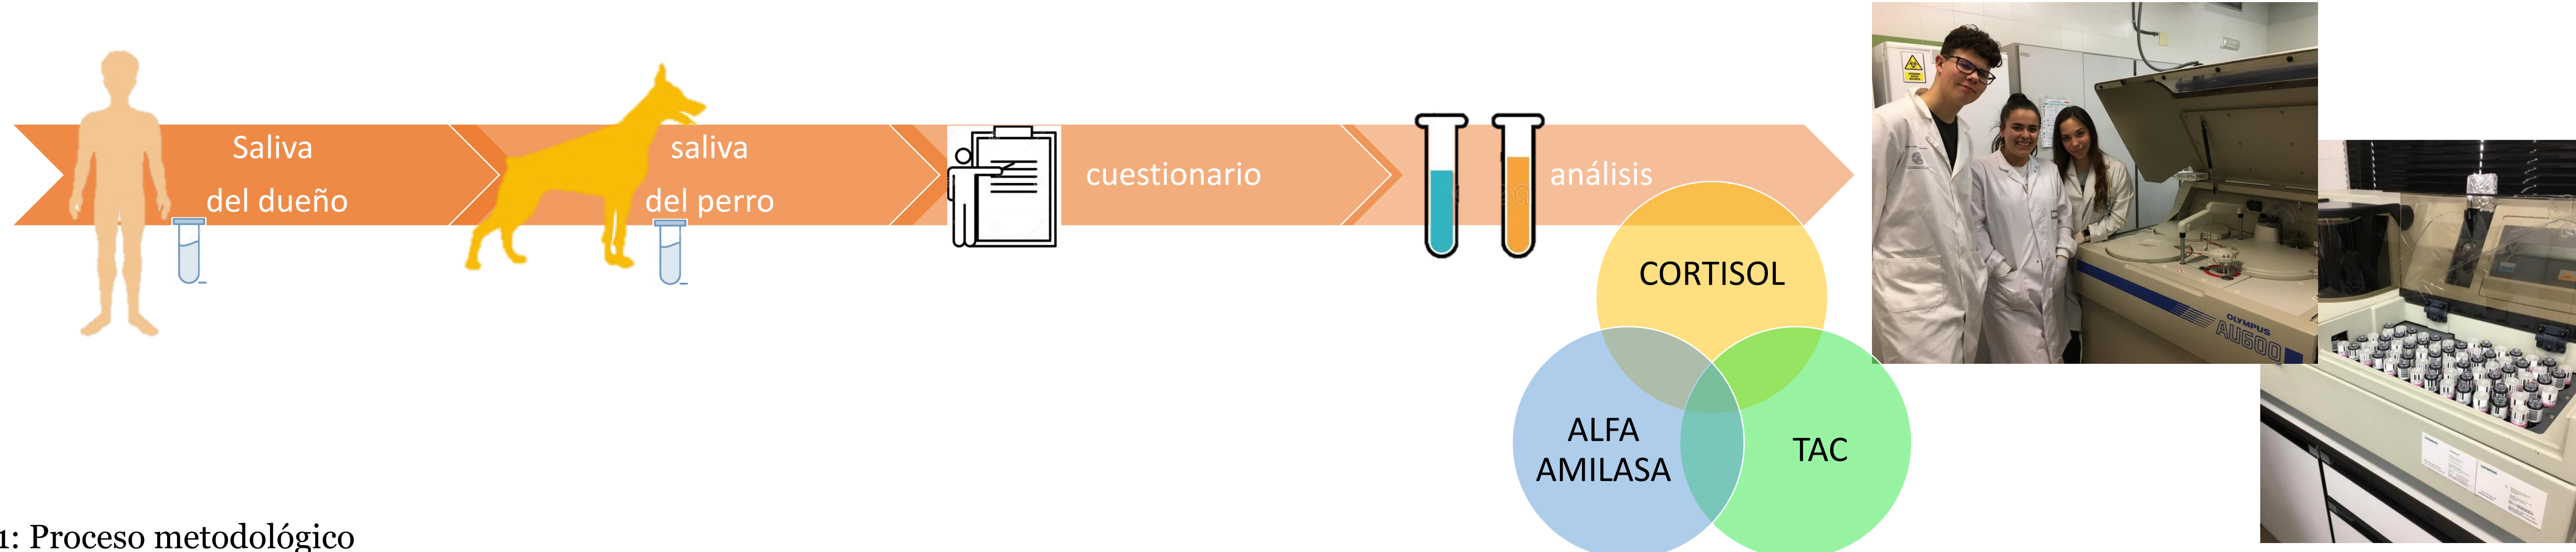 Saliva
del dueño
saliva
del perro
cuestionario
análisis
CORTISOL
ALFA
AMILASA
TAC
OLYMPUS
AU600
1: Proceso metodológico